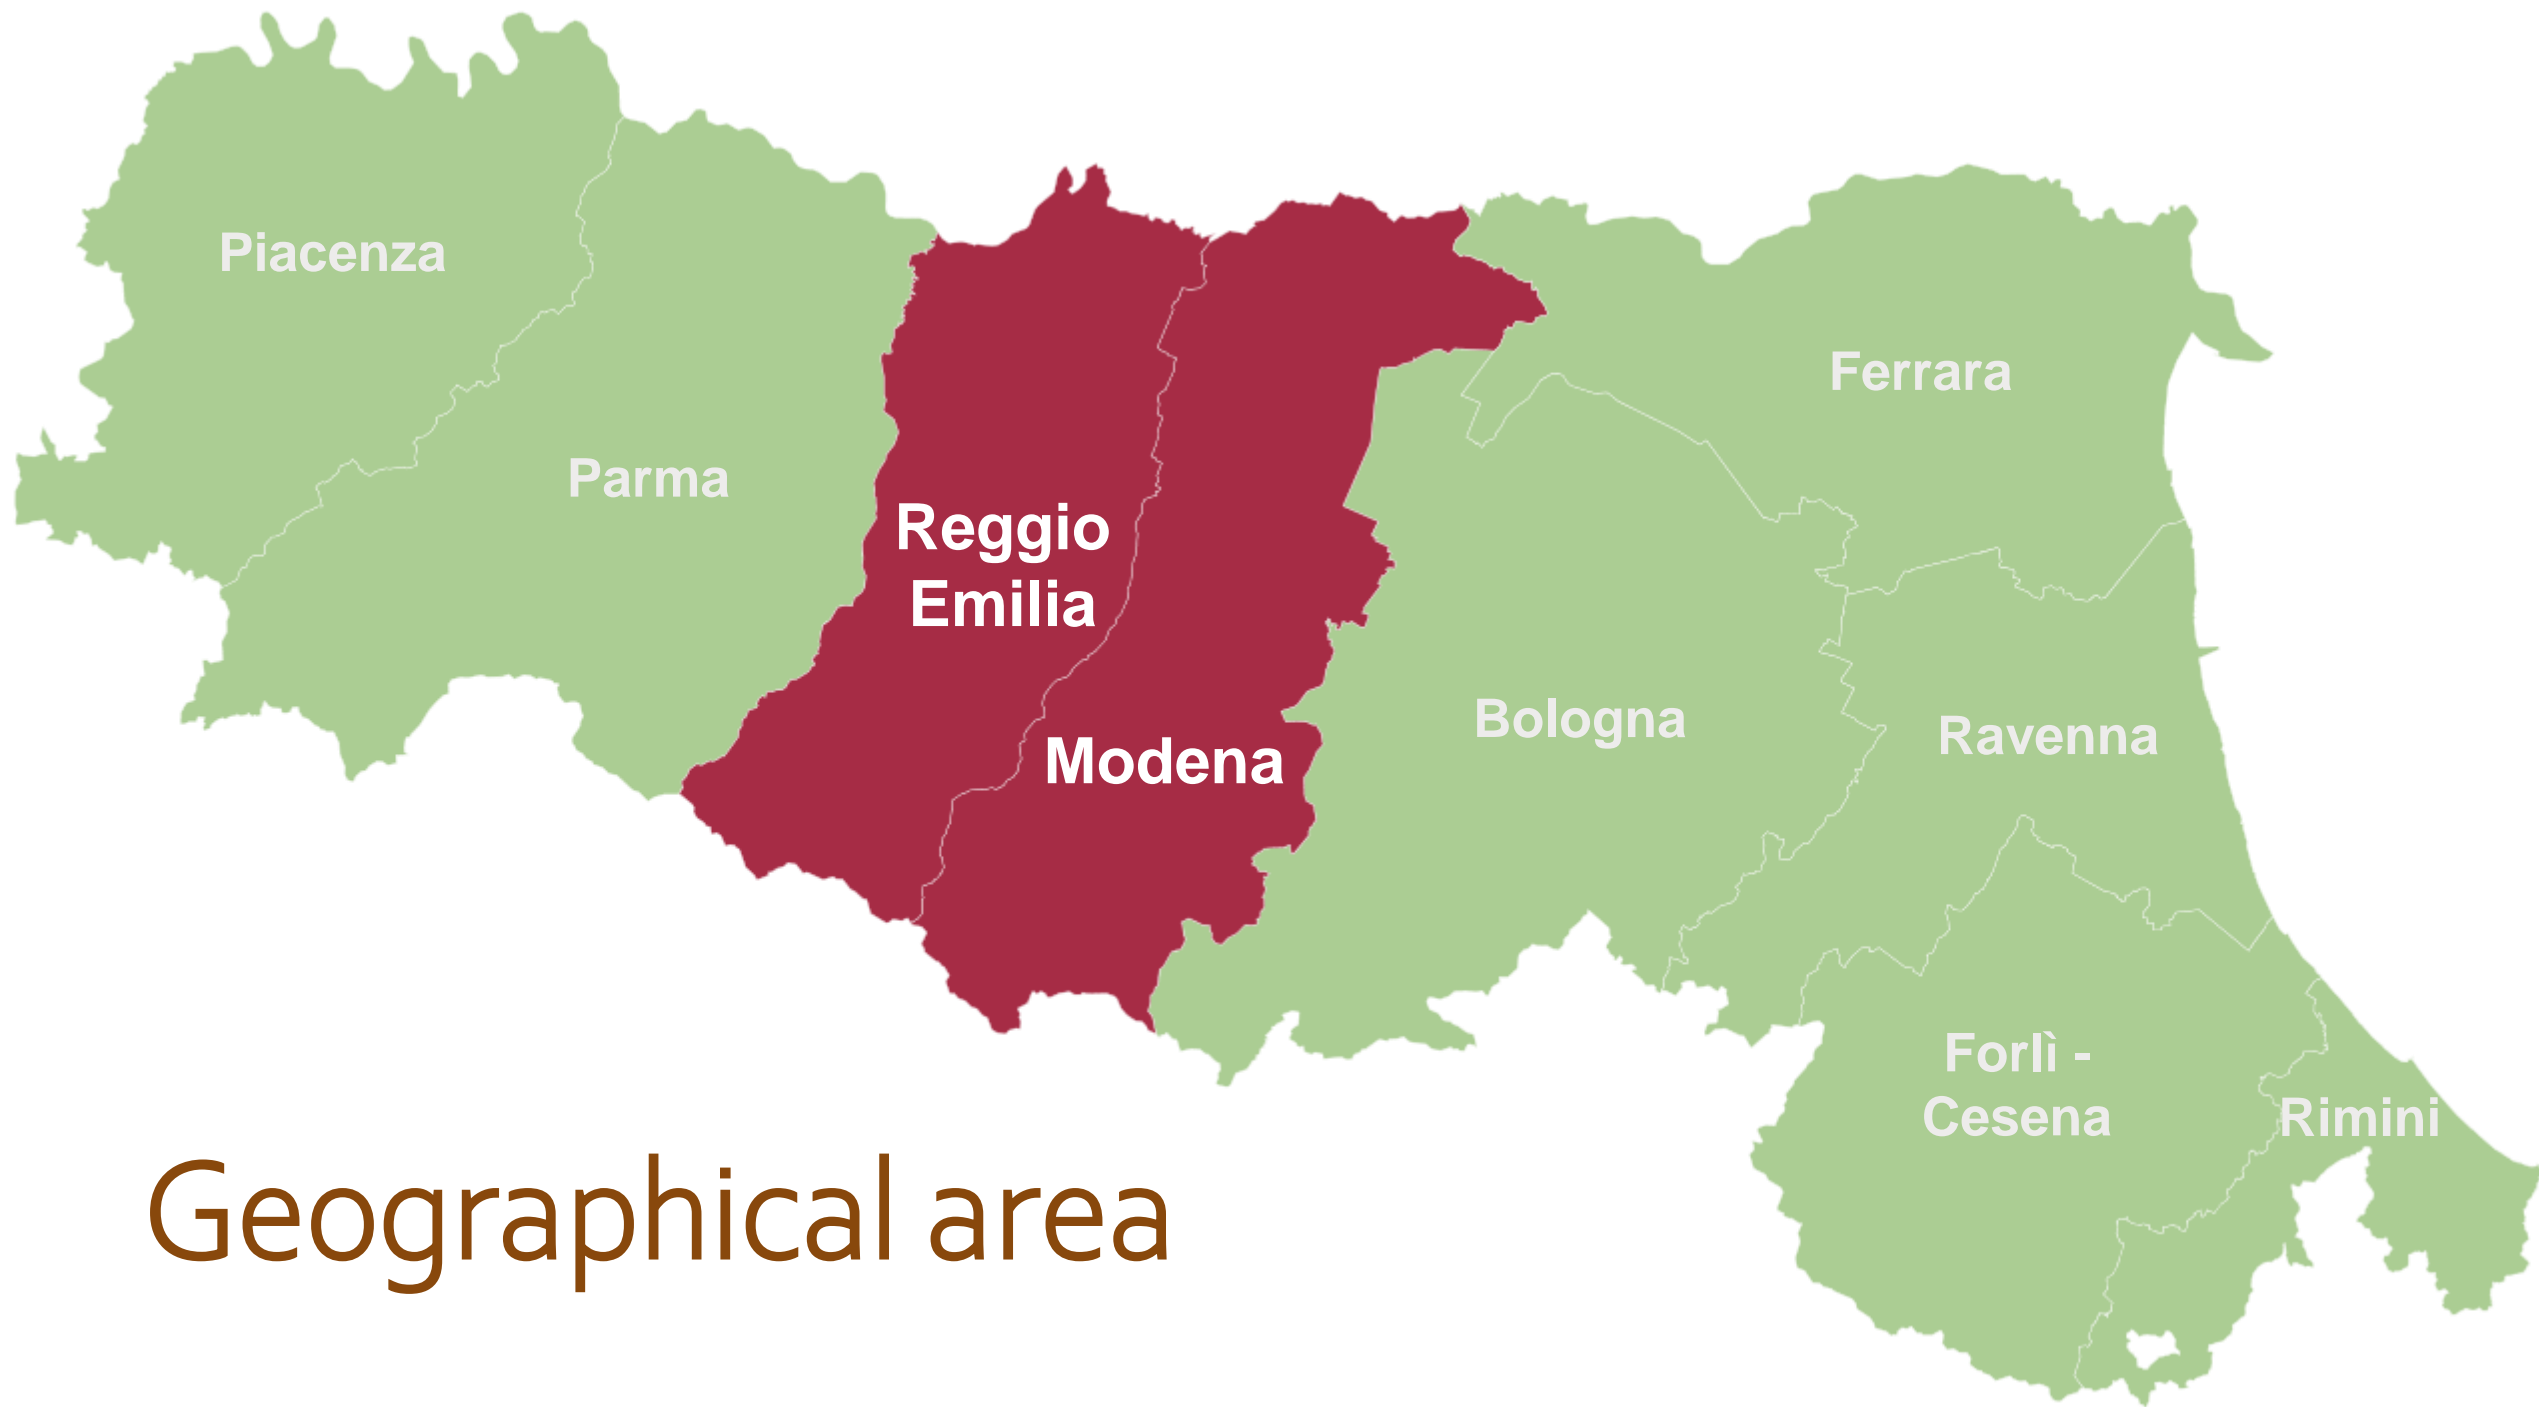 Piacenza
Ferrara
Parma
Reggio
Emilia
Bologna
Ravenna
Modena
Forlì -
Cesena
Rimini
Geographical area